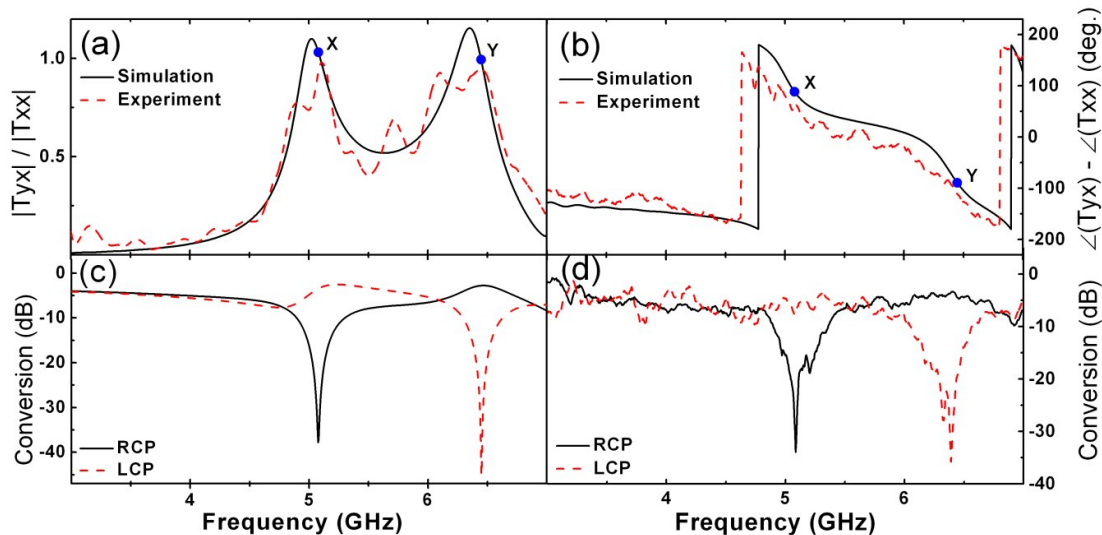 (a)
X
Y
Simulation
Experiment
|Tyx| / |Txx|
1.0
0.5
(b)
X
Y
Simulation
Experiment
200
100
0
-100
-200
∠(Tyx) - ∠(Txx) (deg.)
(c)
RCP
LCP
Conversion (dB)
0
-10
-20
-30
-40
4
5
6
Frequency (GHz)
(d)
RCP
LCP
0
-10
-20
-30
-40
Conversion (dB)
4
5
6
Frequency (GHz)